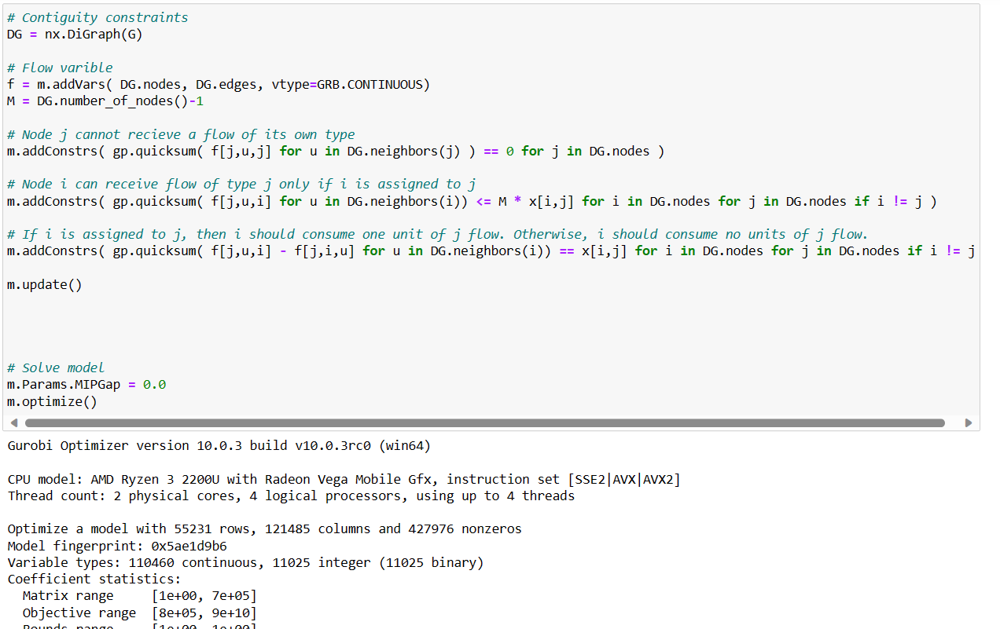 # Contiguity constraints
DG = nx.DiGraph(G)
# Flow varible
f = m.addVars( DG.nodes, DG.edges, vtype=GRB.CONTINUOUS)
M = DG.number_of_nodes()-1
# Node j cannot recieve a flow of its own type
m.addConstrs( gp.quicksum( f[j,u,j] for u in DG.neighbors(j) ) == 0 for j in DG.nodes )
# Node i can receive flow of type j only if i is assigned to j
m.addConstrs( gp.quicksum( f[j,u,i] for u in DG.neighbors(i)) <= M * x[i,j] for i in DG.nodes for j in DG.nodes if i != j )
# If i is assigned to j, then i should consume one unit of j flow. Otherwise, i should consume no units of j flow.
m.addConstrs( gp.quicksum( f[j,u,i] - f[j,i,u] for u in DG.neighbors(i)) == x[i,j] for i in DG.nodes for j in DG.nodes if i != j
m.update()
# Solve model
m.Params.MIPGap = 0.0
m.optimize()
Gurobi Optimizer version 10.0.3 build v10.0.3rc0 (win64)
CPU model: AMD Ryzen 3 2200U with Radeon Vega Mobile Gfx, instruction set [SSE2|AVX|AVX2]
Thread count: 2 physical cores, 4 logical processors, using up to 4 threads
Optimize a model with 55231 rows, 121485 columns and 427976 nonzeros
Model fingerprint: 0x5ae1d9b6
Variable types: 110460 continuous, 11025 integer (11025 binary)
Coefficient statistics:
Matrix range [1e+00, 7e+05]
Objective range [8e+05, 9e+10]
Bounds range [1e+00, 1e+00]